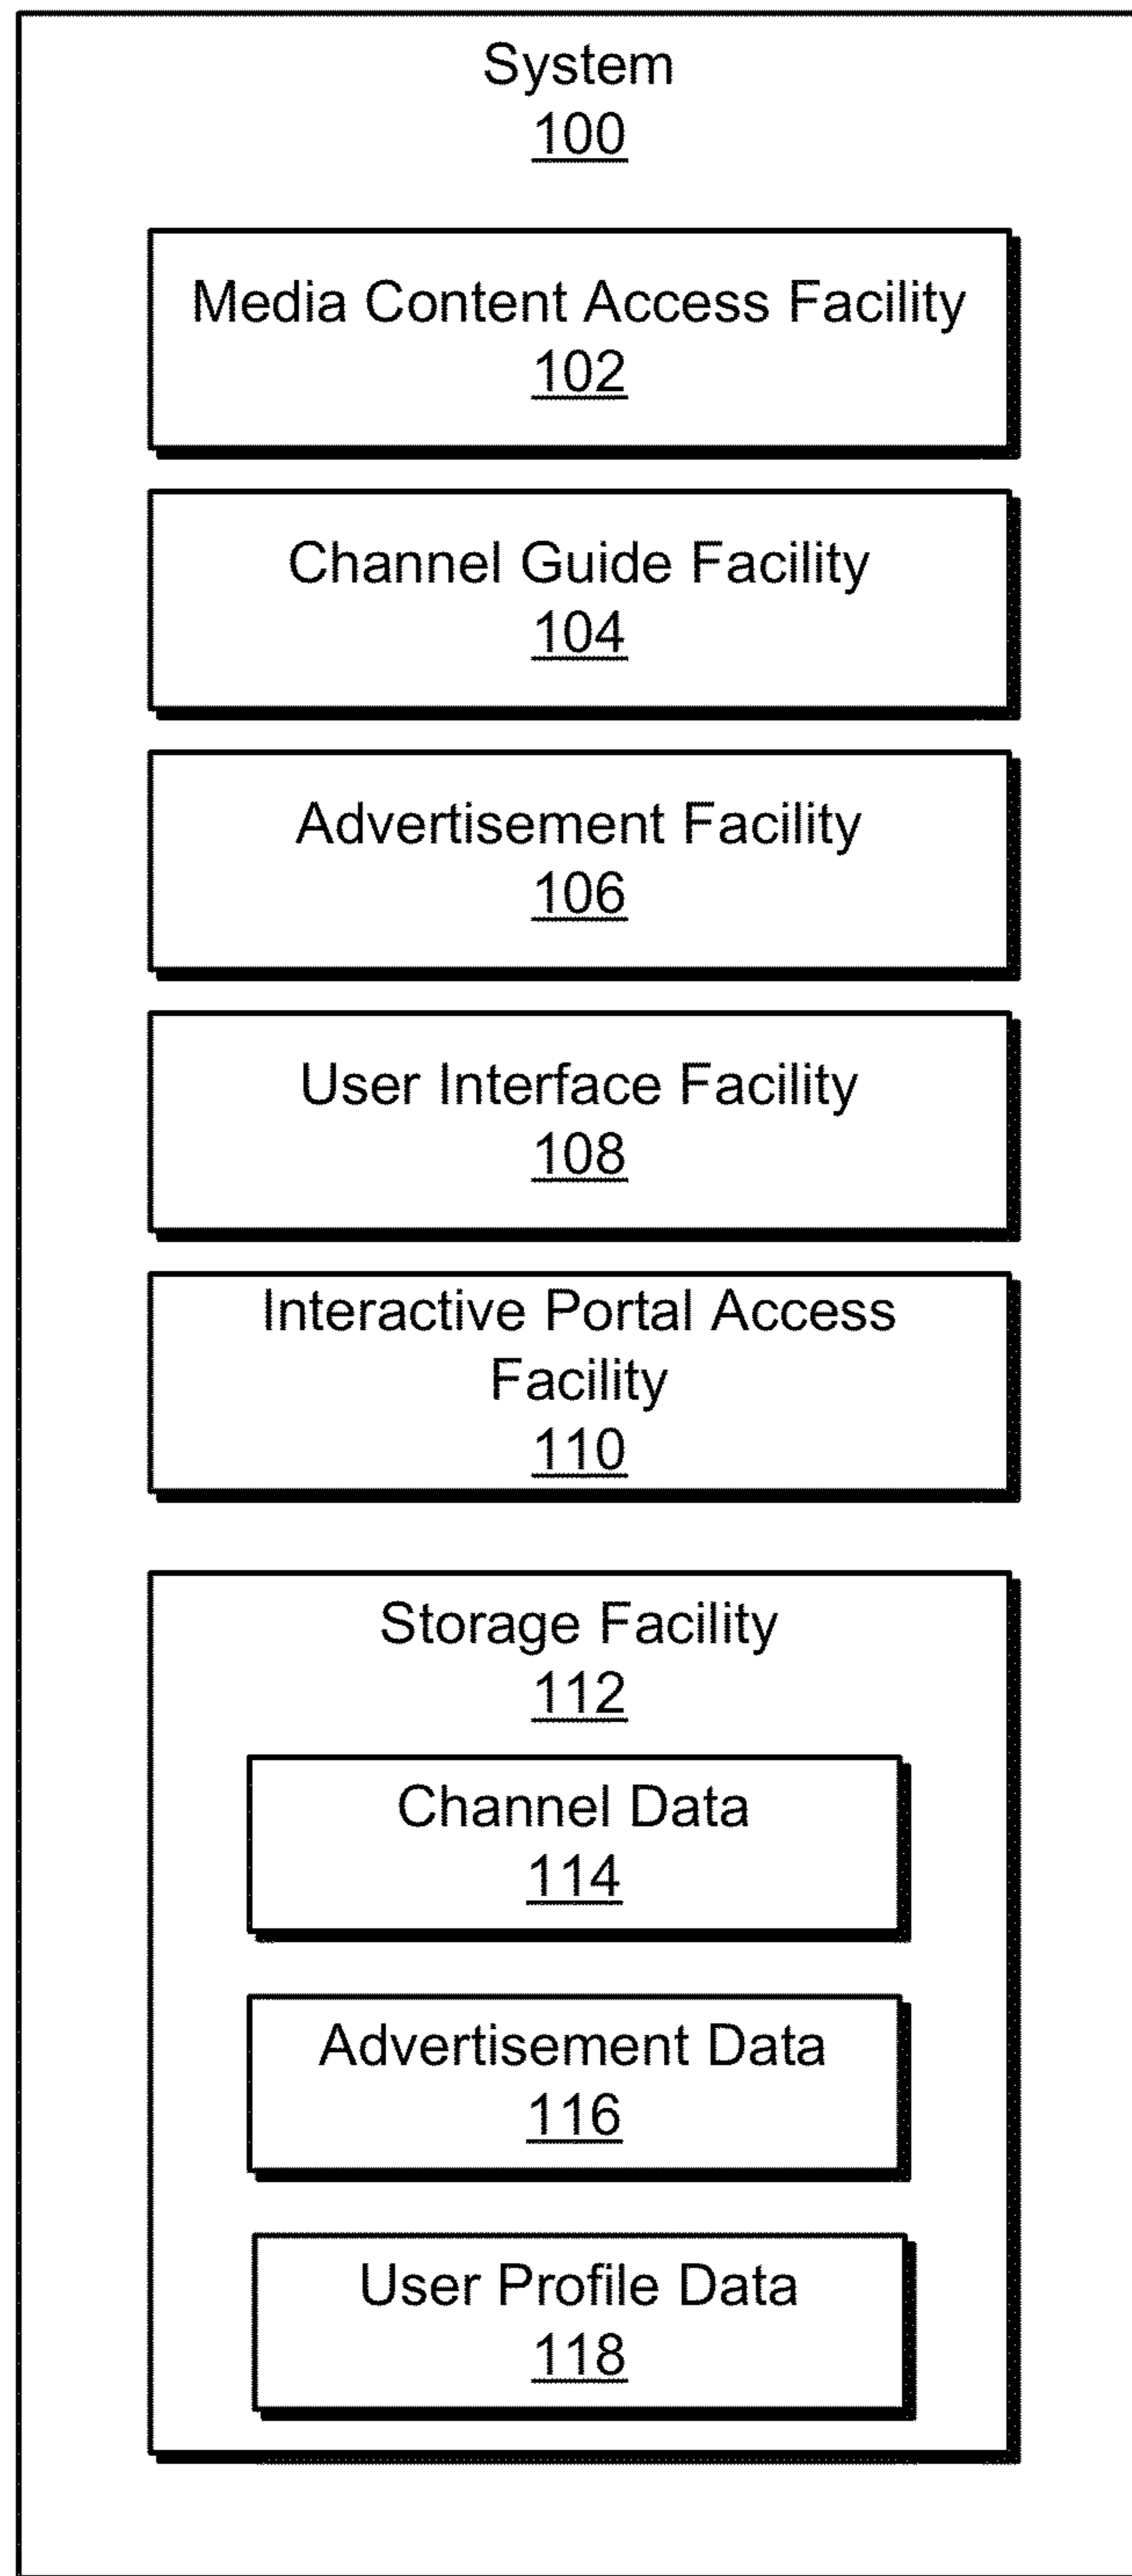 System
100
Media Content Access Facility
102
Channel Guide Facility
104
Advertisement Facility
106
User Interface Facility
108
Interactive Portal Access
Facility
110
Storage Facility
112
Channel Data
114
Advertisement Data
116
User Profile Data
118